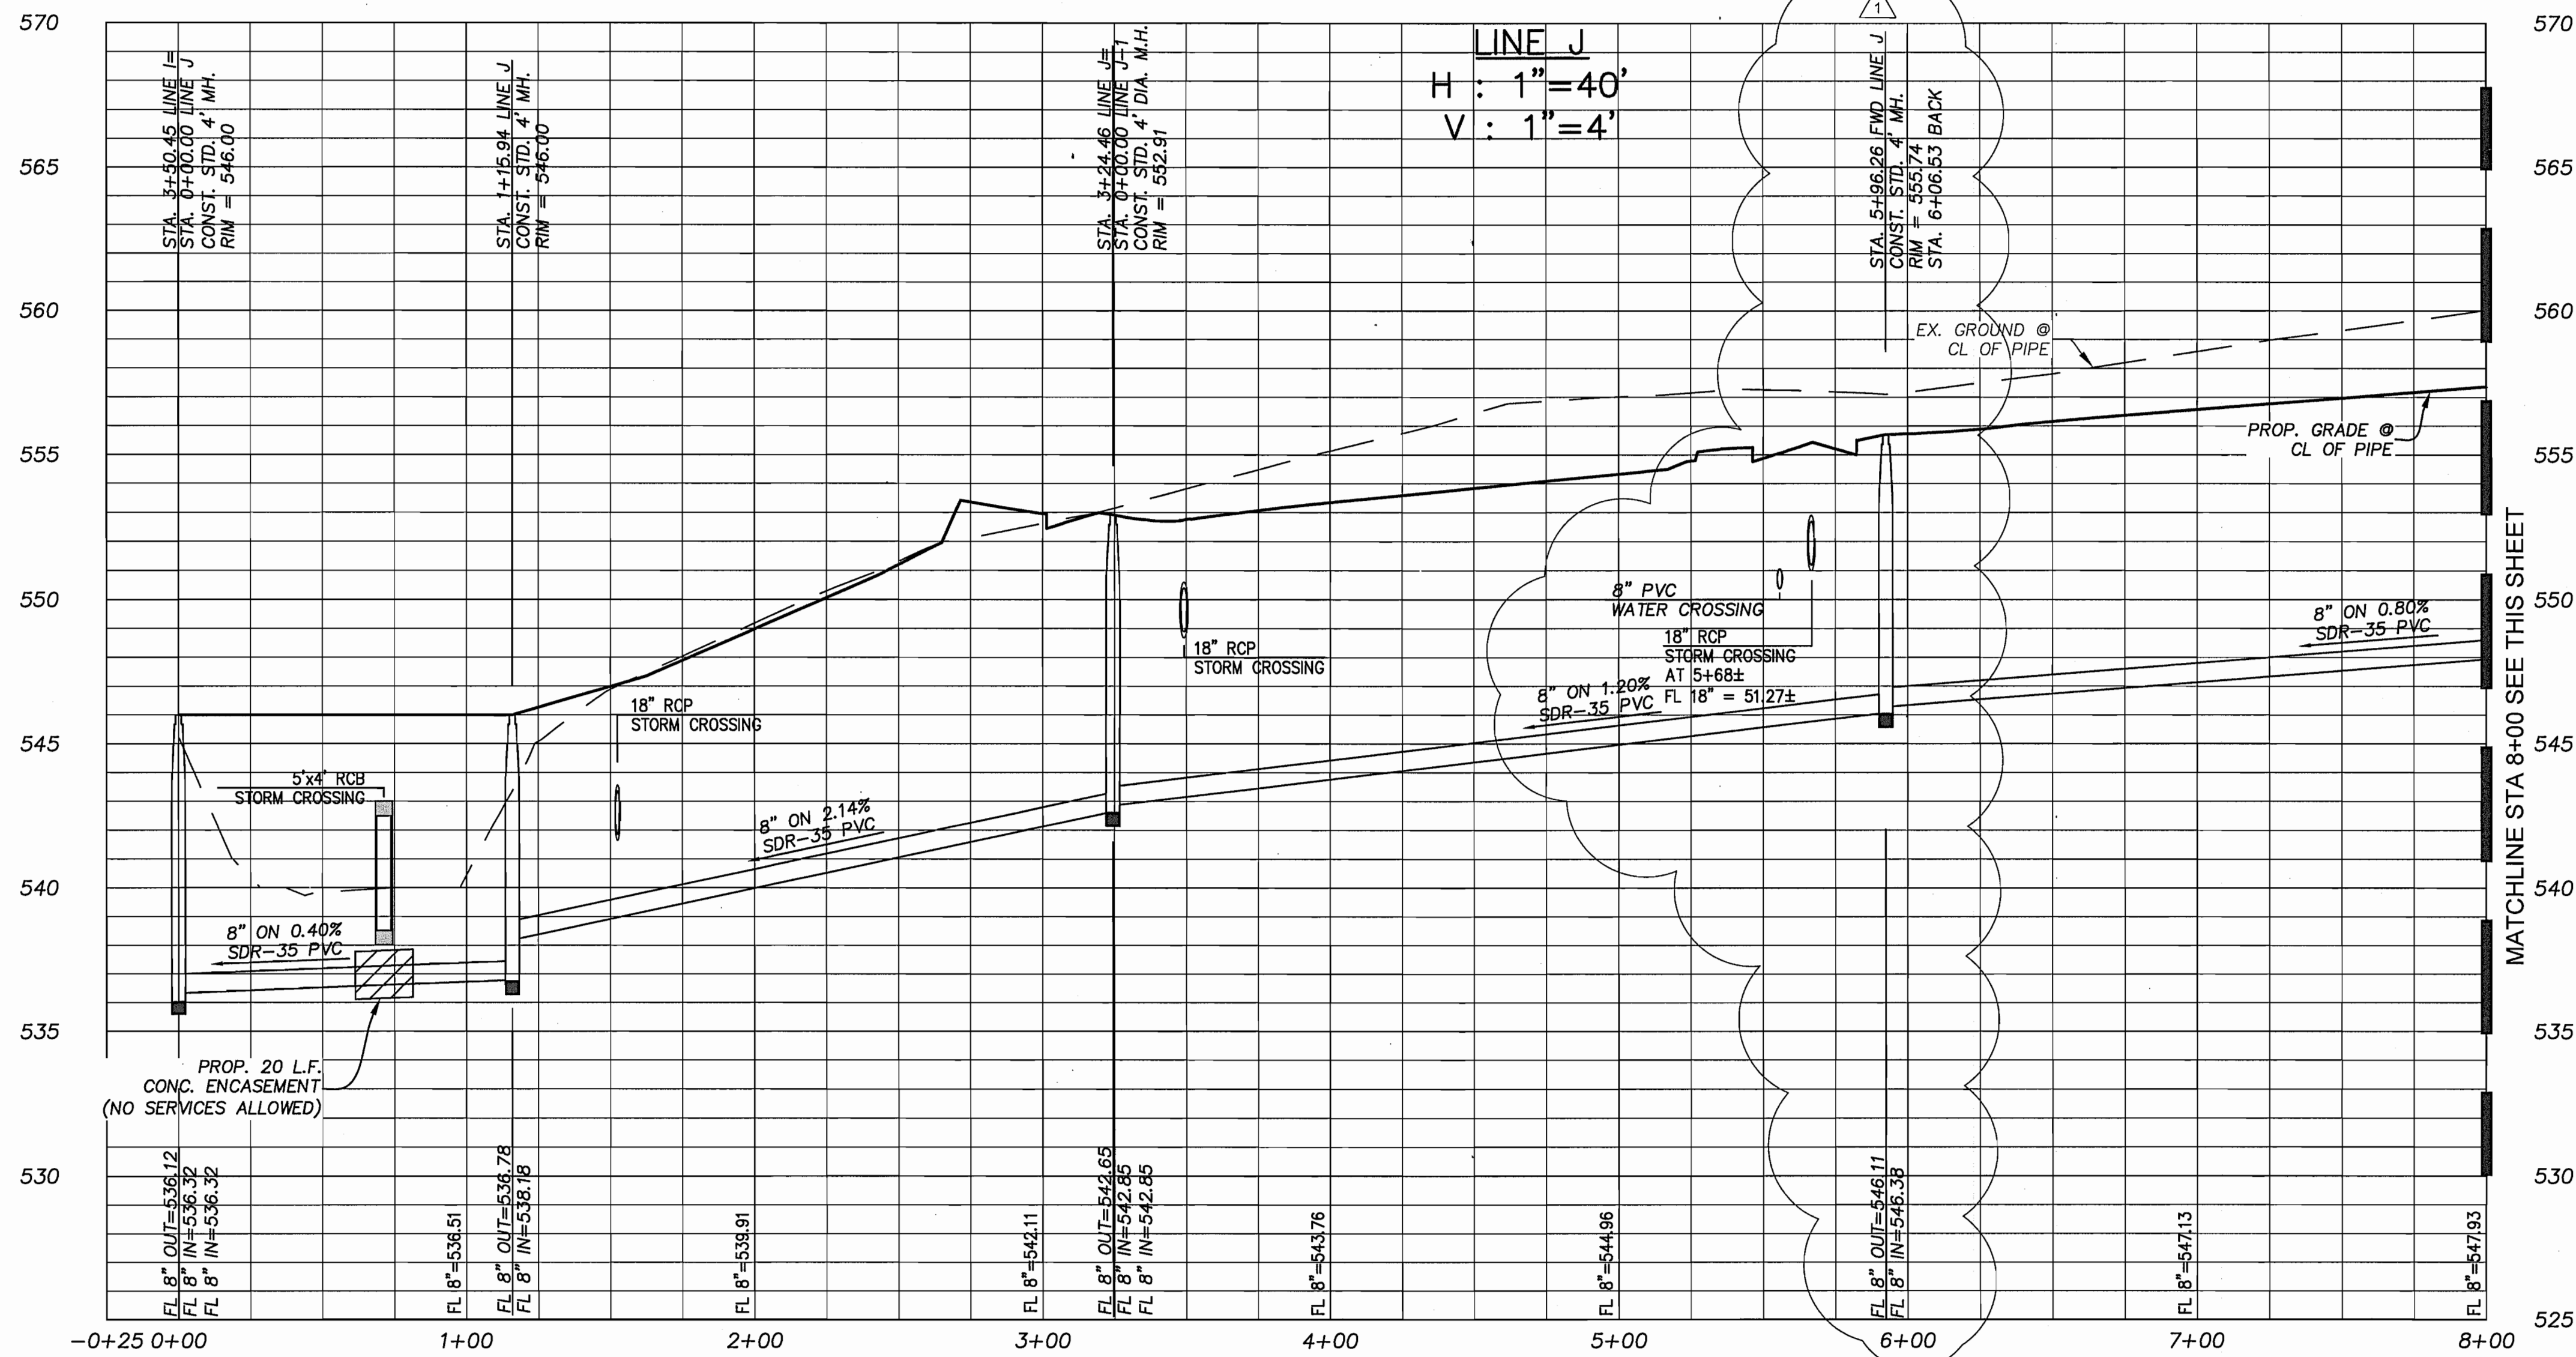 LINE J
H : 1"=40'
V : 1"=4'
1
570
565
560
555
550
545
540
535
530
570
565
560
555
550
545
540
535
530
525
STA. 3+50.45 LINE I=
STA. 0+00.00 LINE J
CONST. STD. 4' MH.
RIM = 546.00
STA. 1+15.94 LINE J
CONST. STD. 4' MH.
RIM = 546.00
STA. 3+24.46 LINE J=
STA. 0+00.00 LINE J-1
CONST. STD. 4' DIA. M.H.
RIM = 552.91
STA. 5+96.26 FWD LINE J
CONST. STD. 4' MH.
RIM = 555.74
STA. 6+06.53 BACK
EX. GROUND @
CL OF PIPE
PROP. GRADE @
CL OF PIPE
8" PVC
WATER CROSSING
18" RCP
STORM CROSSING
AT 5+68±
FL 18" = 51.27±
18" RCP
STORM CROSSING
18" RCP
STORM CROSSING
5'x4' RCB
STORM CROSSING
8" ON 0.40%
SDR-35 PVC
8" ON 2.14%
SDR-35 PVC
8" ON 1.20%
SDR-35 PVC
8" ON 0.80%
SDR-35 PVC
PROP. 20 L.F.
CONC. ENCASEMENT
(NO SERVICES ALLOWED)
MATCHLINE STA 8+00 SEE THIS SHEET
FL 8" OUT=536.12
FL 8" IN=536.32
FL 8" IN=536.32
FL 8"=536.51
FL 8" OUT=536.78
FL 8" IN=538.18
FL 8"=539.91
FL 8"=542.11
FL 8" OUT=542.65
FL 8" IN=542.85
FL 8" IN=542.85
FL 8"=543.76
FL 8"=544.96
FL 8" OUT=546.11
FL 8" IN=546.38
FL 8"=547.13
FL 8"=547.93
-0+25 0+00 1+00 2+00 3+00 4+00 5+00 6+00 7+00 8+00